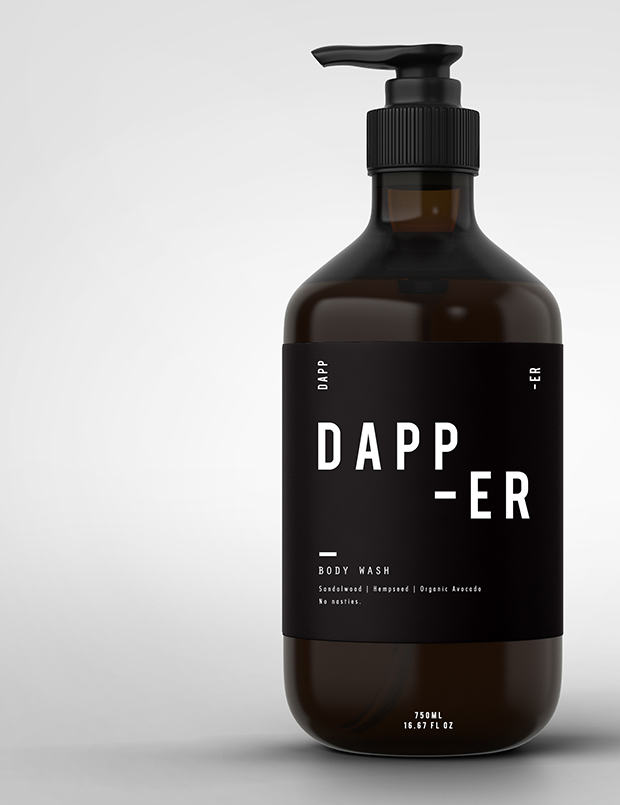 DAPP
-ER
DAPP
-ER
BODY WASH
Sandalwood | Hempseed | Organic Avocado
No nasties.
750ML
16.67 FL OZ